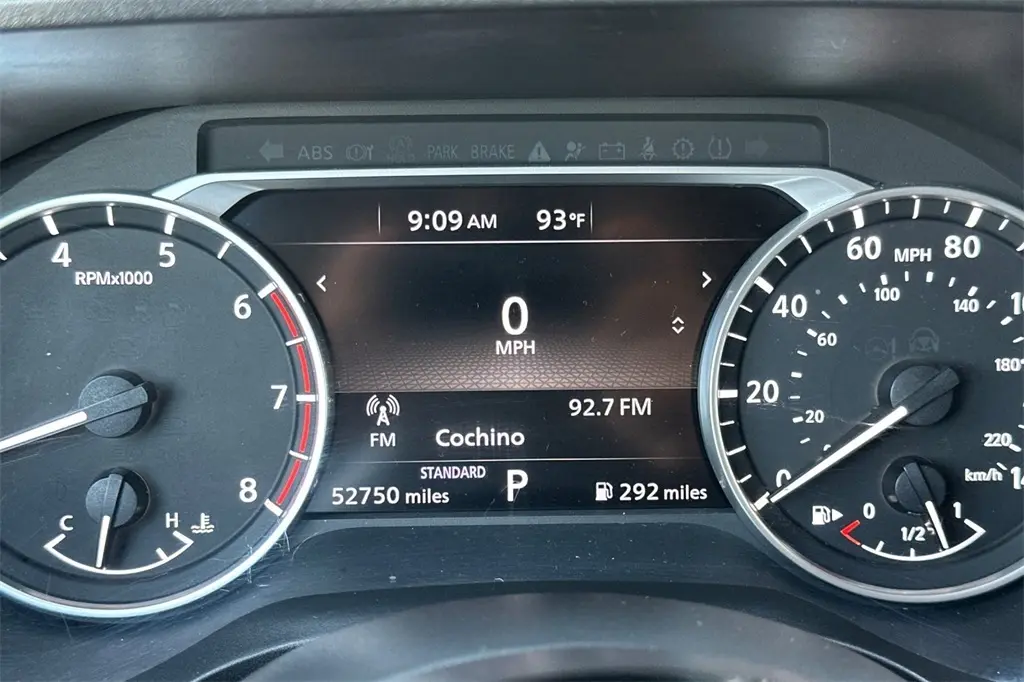 ABS PARK BRAKE
9:09 AM 93°F
4 5 6 7 8
RPMx1000
C H
0
MPH
92.7 FM
FM Cochino
STANDARD
52750 miles P 292 miles
0 20 40 60 MPH 80
20 60 100 140 180 220
km/h
0 1/2 1